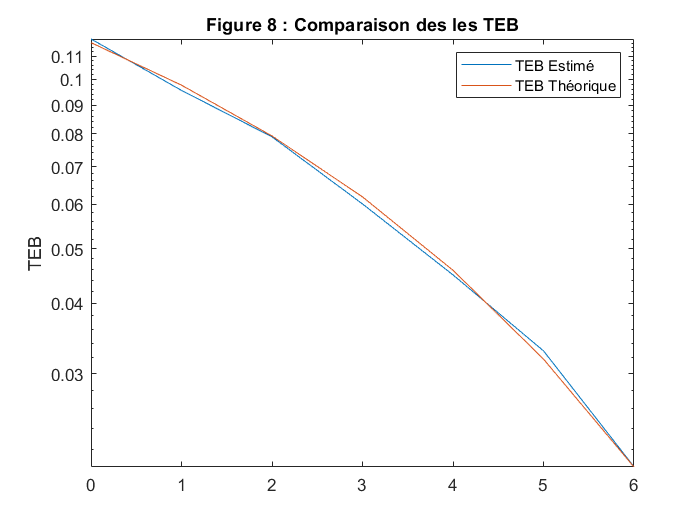 Figure 8 : Comparaison des les TEB
TEB Estimé
TEB Théorique
TEB
0.11
0.1
0.09
0.08
0.07
0.06
0.05
0.04
0.03
0 1 2 3 4 5 6